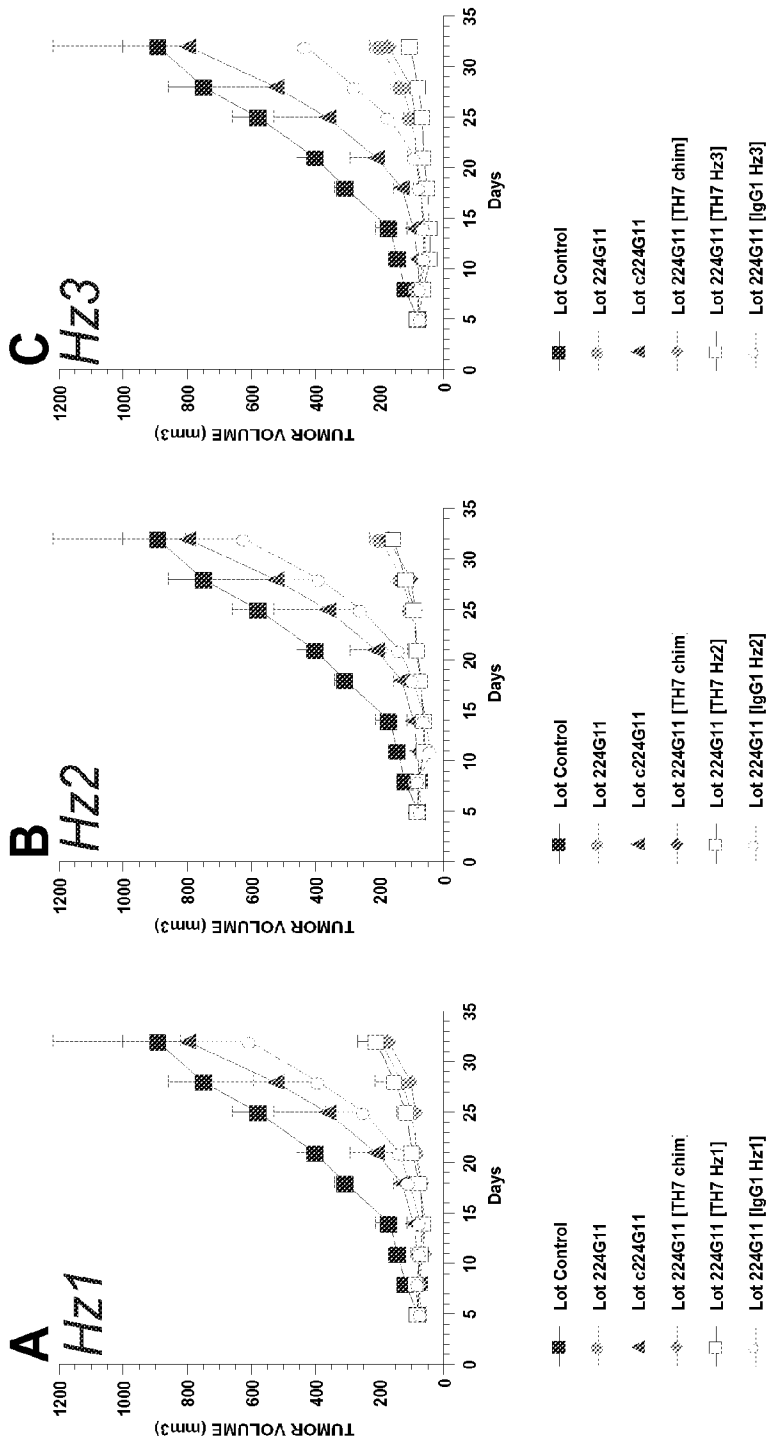 A
Hz1
TUMOR VOLUME (mm3)
1200
1000
800
600
400
200
0
0
5
10
15
20
25
30
35
Days
Lot Control
Lot 224G11
Lot c224G11
Lot 224G11 [TH7 chim]
Lot 224G11 [TH7 Hz1]
Lot 224G11 [IgG1 Hz1]
B
Hz2
TUMOR VOLUME (mm3)
1200
1000
800
600
400
200
0
0
5
10
15
20
25
30
35
Days
Lot Control
Lot 224G11
Lot c224G11
Lot 224G11 [TH7 chim]
Lot 224G11 [TH7 Hz2]
Lot 224G11 [IgG1 Hz2]
C
Hz3
TUMOR VOLUME (mm3)
1200
1000
800
600
400
200
0
0
5
10
15
20
25
30
35
Days
Lot Control
Lot 224G11
Lot c224G11
Lot 224G11 [TH7 chim]
Lot 224G11 [TH7 Hz3]
Lot 224G11 [IgG1 Hz3]